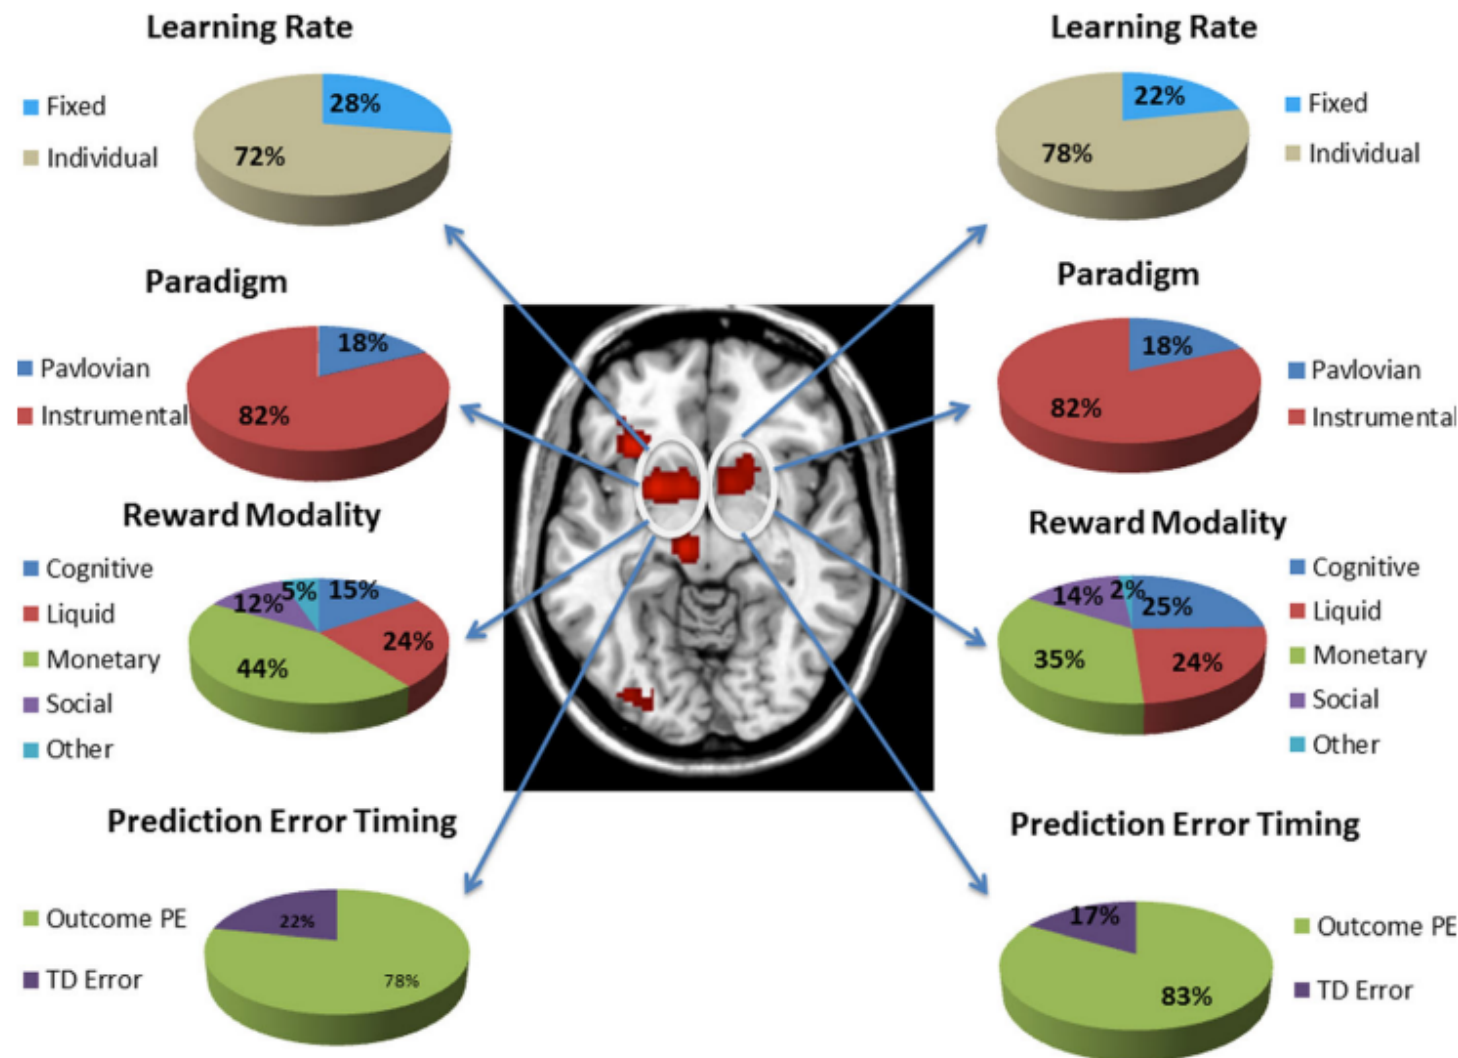 Learning Rate
Fixed
Individual
28%
72%
Paradigm
Pavlovian
Instrumental
18%
82%
Reward Modality
Cognitive
Liquid
Monetary
Social
Other
5%
15%
12%
24%
44%
Prediction Error Timing
Outcome PE
TD Error
22%
78%
Learning Rate
22%
78%
Fixed
Individual
Paradigm
18%
82%
Pavlovian
Instrumental
Reward Modality
2%
14%
25%
35%
24%
Cognitive
Liquid
Monetary
Social
Other
Prediction Error Timing
17%
83%
Outcome PE
TD Error